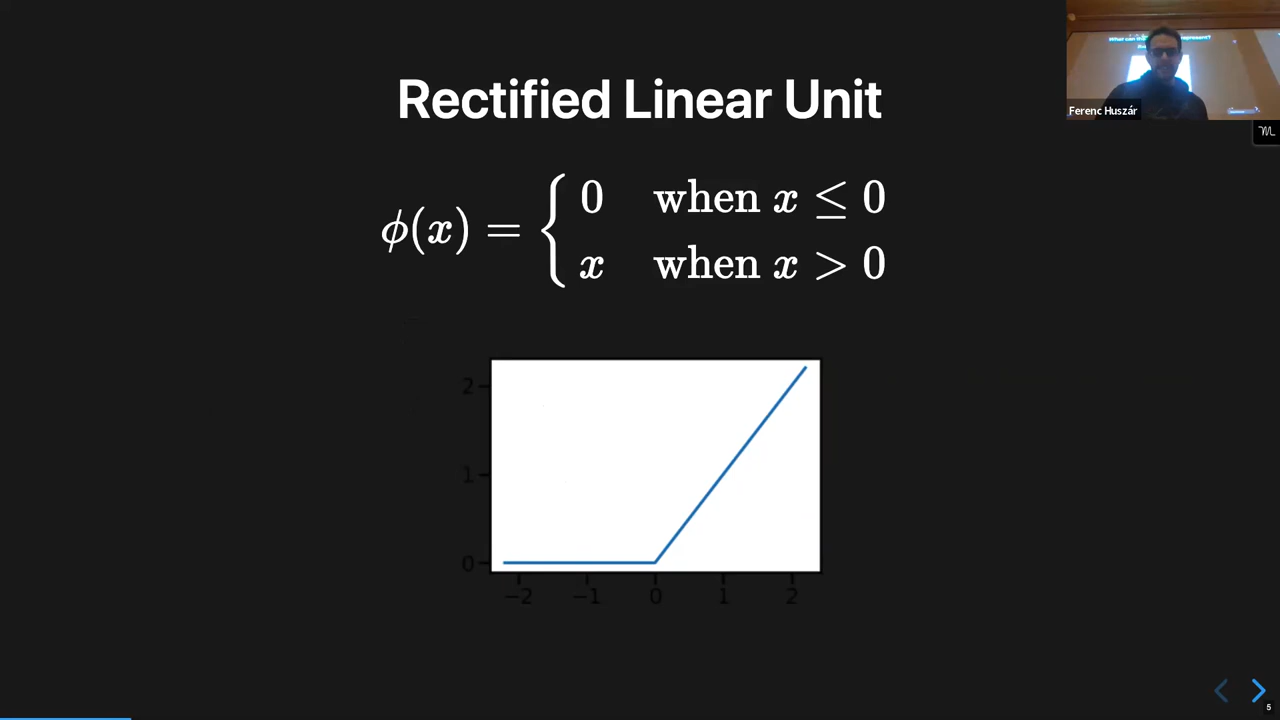 Rectified Linear Unit
ϕ(x) = { 0 when x ≤ 0
x when x > 0
2
1
0
−2 −1 0 1 2
Ferenc Huszár
5